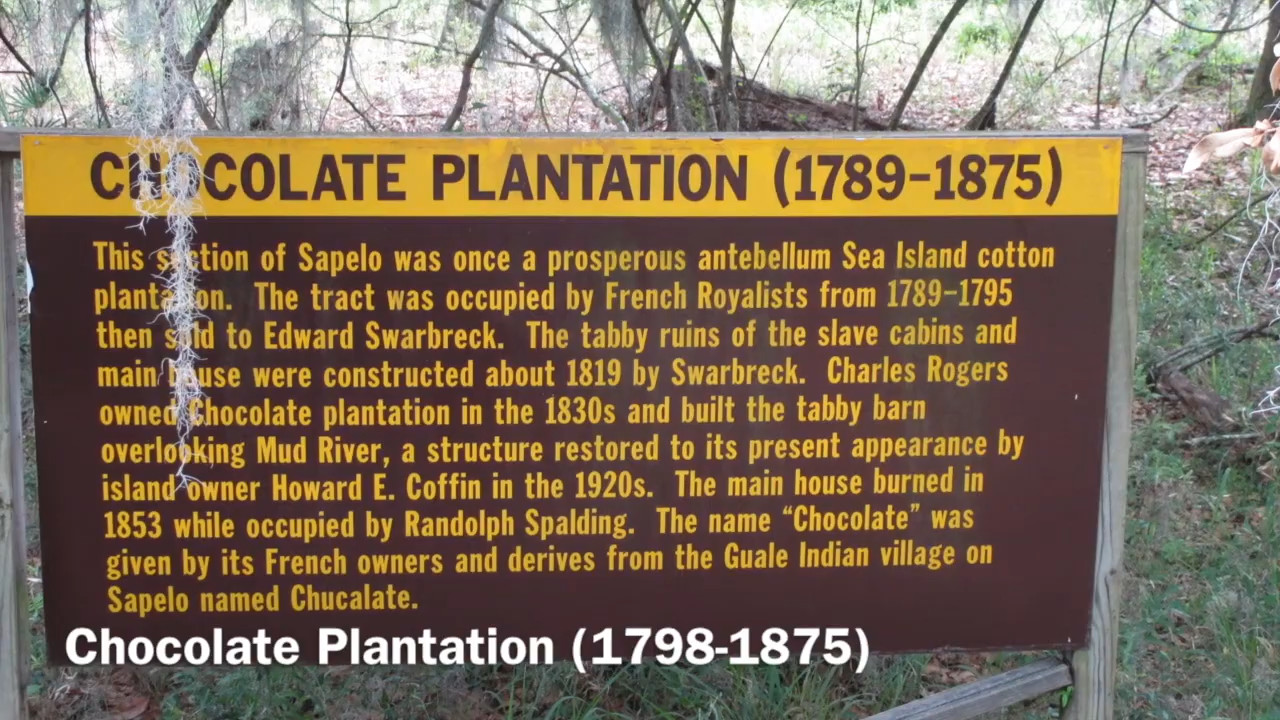 CHOCOLATE PLANTATION (1789-1875)
This section of Sapelo was once a prosperous antebellum Sea Island cotton
plantation. The tract was occupied by French Royalists from 1789-1795
then sold to Edward Swarbreck. The tabby ruins of the slave cabins and
main house were constructed about 1819 by Swarbreck. Charles Rogers
owned Chocolate plantation in the 1830s and built the tabby barn
overlooking Mud River, a structure restored to its present appearance by
island owner Howard E. Coffin in the 1920s. The main house burned in
1853 while occupied by Randolph Spalding. The name “Chocolate” was
given by its French owners and derives from the Guale Indian village on
Sapelo named Chucalate.
Chocolate Plantation (1798-1875)